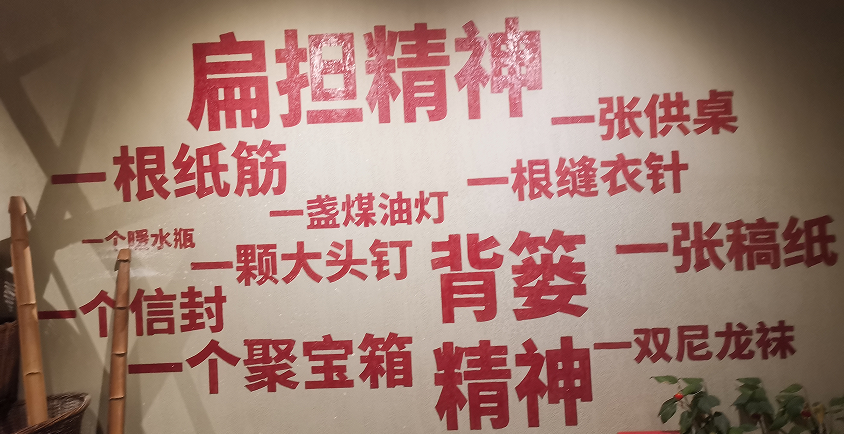 扁担精神
一张供桌
一根纸筋
一根缝衣针
一盏煤油灯
一个暖水瓶
一颗大头钉
背篓
一张稿纸
一个信封
一个聚宝箱
精神
一双尼龙袜